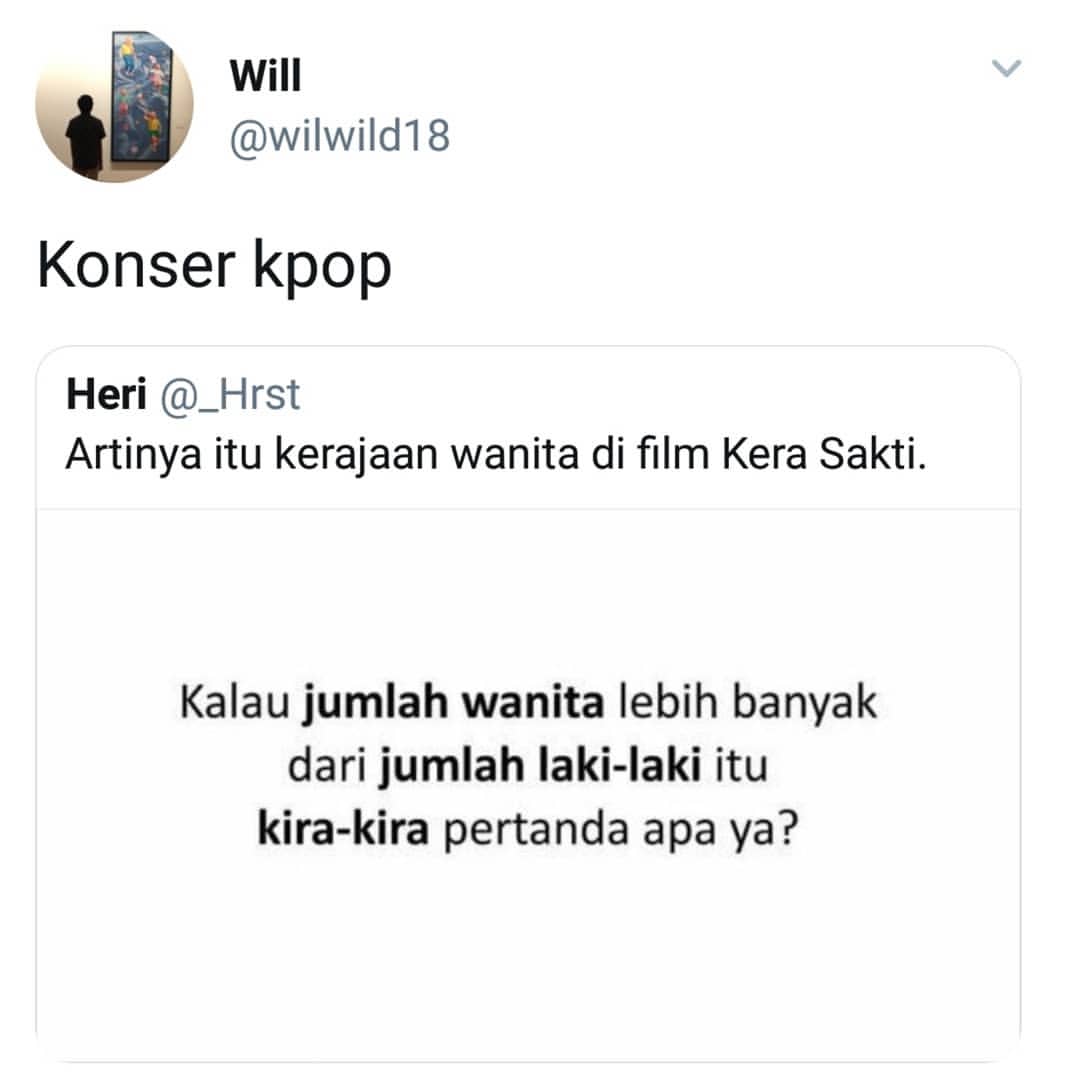 Will
@wilwild18
Konser kpop
Heri @_Hrst
Artinya itu kerajaan wanita di film Kera Sakti.
Kalau jumlah wanita lebih banyak
dari jumlah laki-laki itu
kira-kira pertanda apa ya?